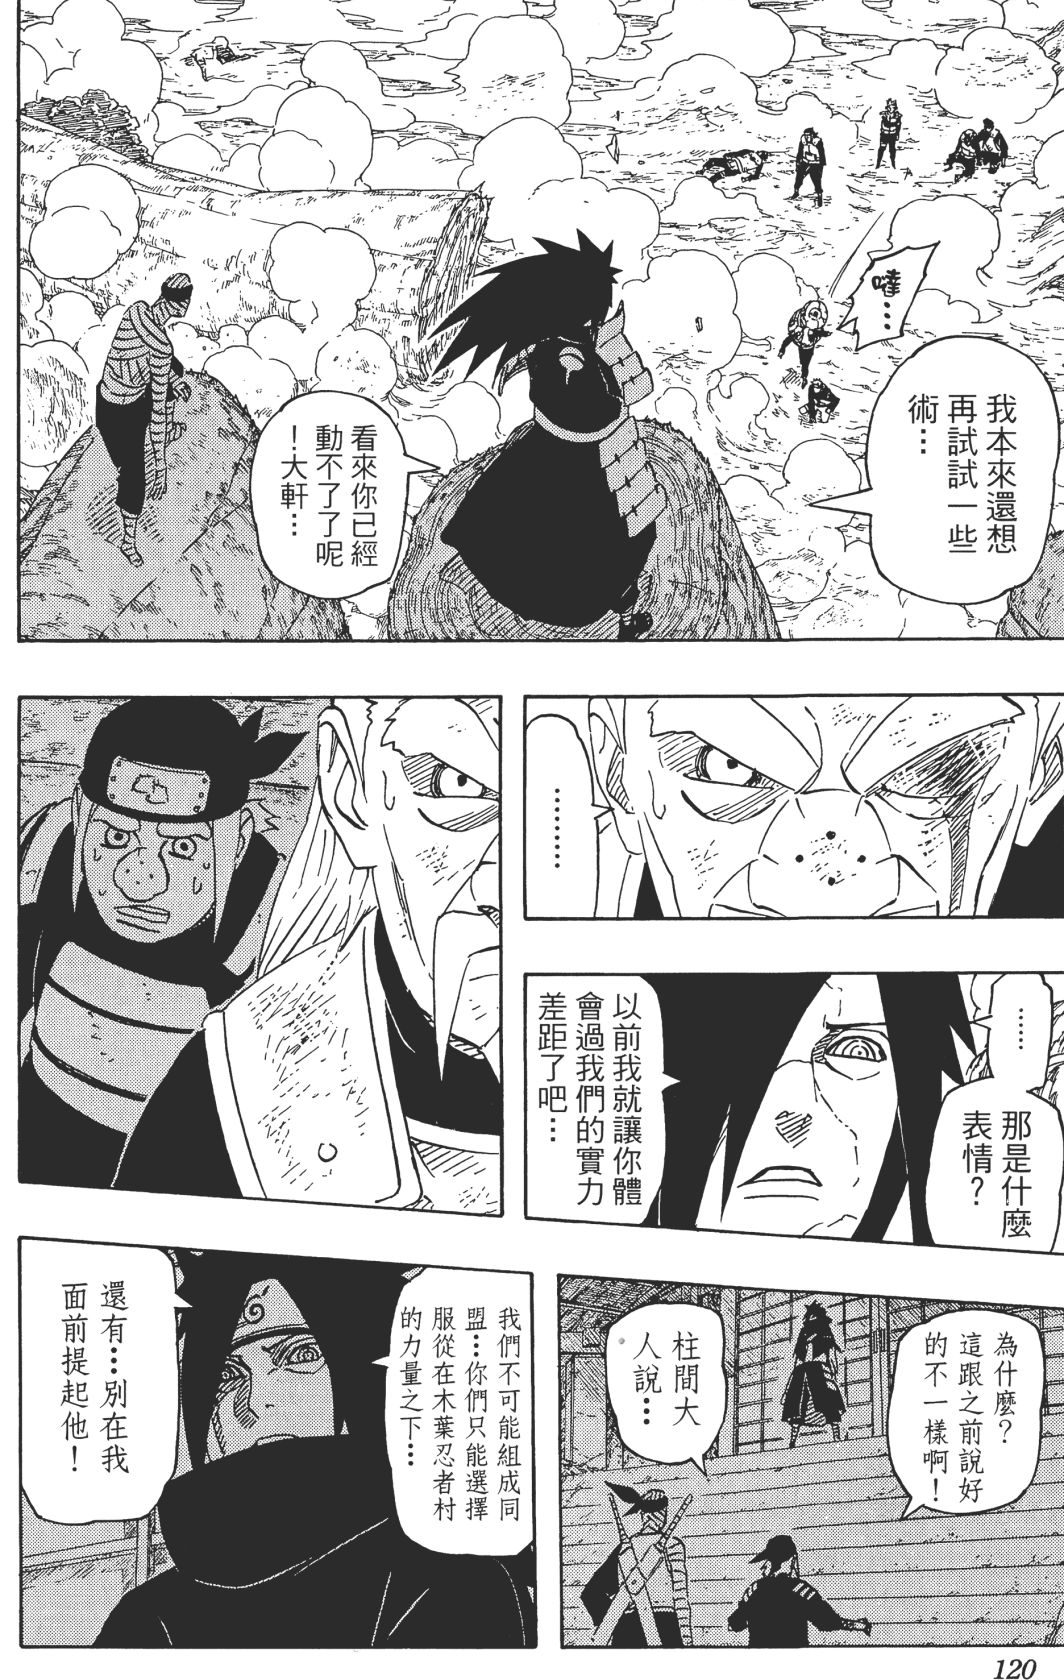 噠…
我本來還想
再試試一些
術…
看來你已經
動不了了呢
！大軒…
………
……
那是什麼
表情？
以前我就讓你體
會過我們的實力
差距了吧…
為什麼？
這跟之前說好
的不一樣啊！
柱間大
人說…
我們不可能組成同
盟…你們只能選擇
服從在木葉忍者村
的力量之下…
還有…別在我
面前提起他！
120